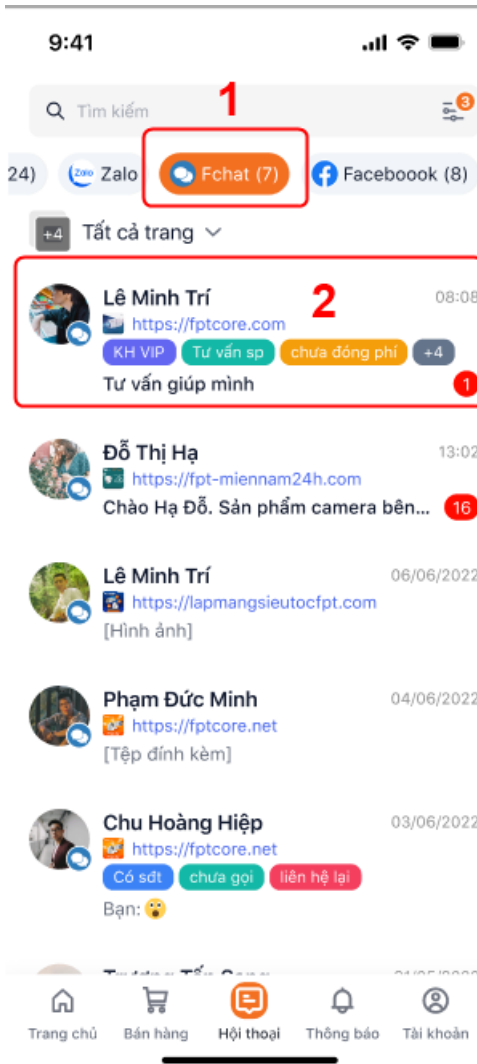 9:41
1
Tìm kiếm
3
24)
Zalo
Zalo
Fchat (7)
Faceboook (8)
+4
Tất cả trang
2
Lê Minh Trí
08:08
https://fptcore.com
KH VIP
Tư vấn sp
chưa đóng phí
+4
Tư vấn giúp mình
1
Đỗ Thị Hạ
13:02
https://fpt-miennam24h.com
Chào Hạ Đỗ. Sản phẩm camera bên...
16
Lê Minh Trí
06/06/2022
https://lapmangsieutocfpt.com
[Hình ảnh]
Phạm Đức Minh
04/06/2022
https://fptcore.net
[Tệp đính kèm]
Chu Hoàng Hiệp
03/06/2022
https://fptcore.net
Có sđt
chưa gọi
liên hệ lại
Bạn: 😲
Trang chủ
Bán hàng
Hội thoại
Thông báo
Tài khoản